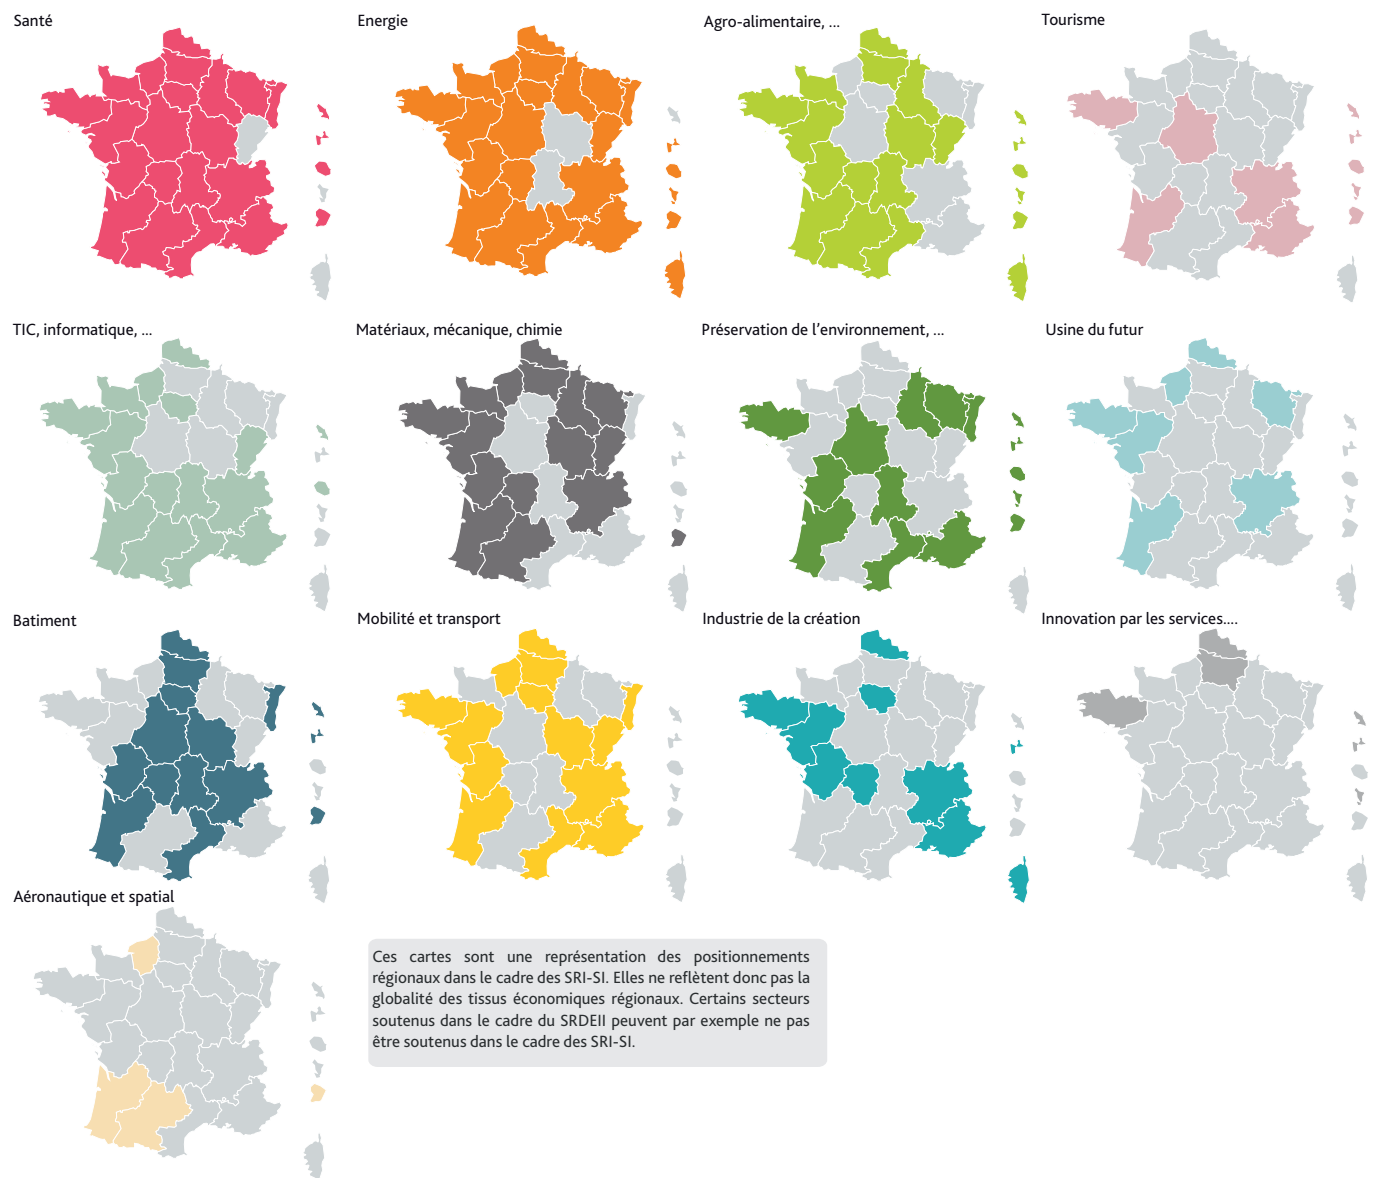 Santé
Energie
Agro-alimentaire, ...
Tourisme
TIC, informatique, ...
Matériaux, mécanique, chimie
Préservation de l’environnement, ...
Usine du futur
Batiment
Mobilité et transport
Industrie de la création
Innovation par les services....
Aéronautique et spatial
Ces cartes sont une représentation des positionnements
régionaux dans le cadre des SRI-SI. Elles ne reflètent donc pas la
globalité des tissus économiques régionaux. Certains secteurs
soutenus dans le cadre du SRDEII peuvent par exemple ne pas
être soutenus dans le cadre des SRI-SI.